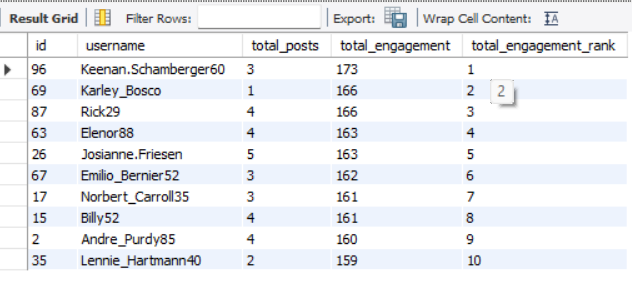 Result Grid Filter Rows: Export: Wrap Cell Content: IA
id username total_posts total_engagement total_engagement_rank
96 Keenan.Schamberger60 3 173 1
69 Karley_Bosco 1 166 2 2
87 Rick29 4 166 3
63 Elenor88 4 163 4
26 Josianne.Friesen 5 163 5
67 Emilio_Bernier52 3 162 6
17 Norbert_Carroll35 3 161 7
15 Billy52 4 161 8
2 Andre_Purdy85 4 160 9
35 Lennie_Hartmann40 2 159 10